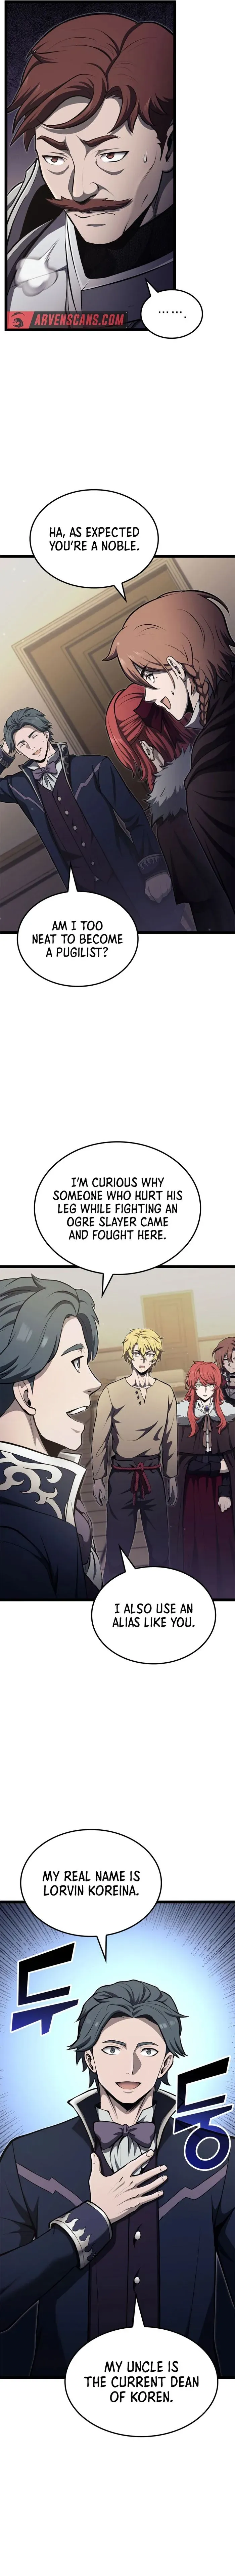 ARVENSCANS.COM
.......
HA, AS EXPECTED
YOU'RE A NOBLE.
AM I TOO
NEAT TO BECOME
A PUGILIST?
I'M CURIOUS WHY
SOMEONE WHO HURT HIS
LEG WHILE FIGHTING AN
OGRE SLAYER CAME
AND FOUGHT HERE.
I ALSO USE AN
ALIAS LIKE YOU.
MY REAL NAME IS
LORVIN KOREINA.
두
둥
MY UNCLE IS
THE CURRENT DEAN
OF KOREN.